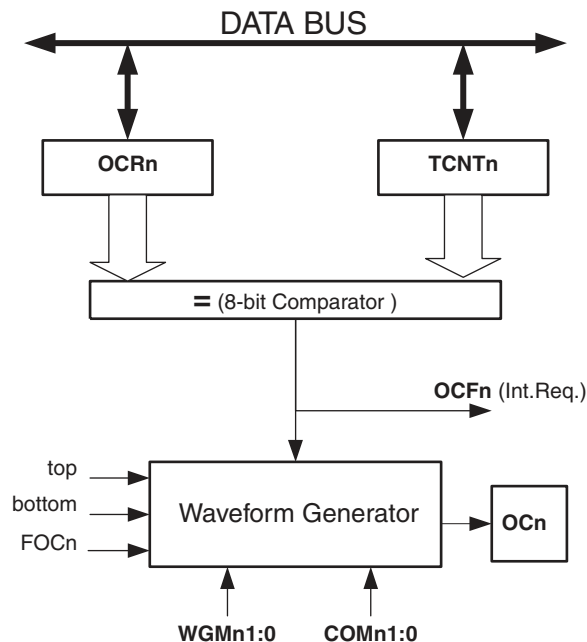 DATA BUS
OCRn
TCNTn
= (8-bit Comparator )
OCFn (Int.Req.)
top
bottom
FOCn
Waveform Generator
OCn
WGMn1:0
COMn1:0